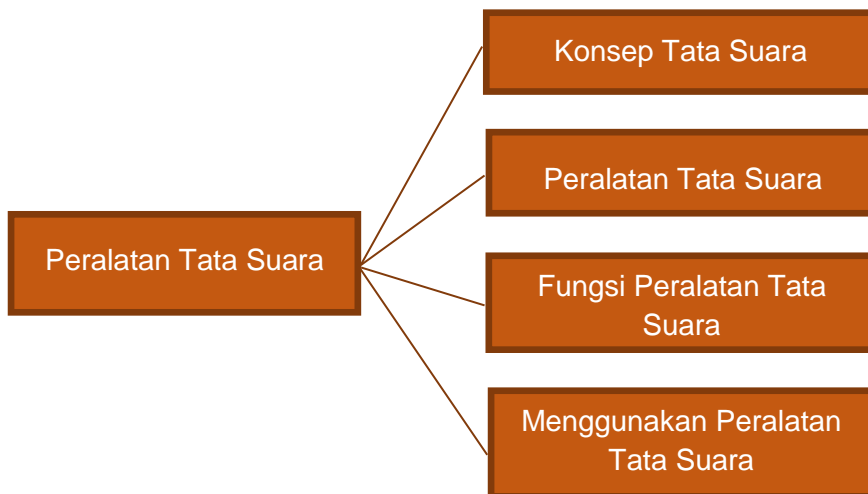 Peralatan Tata Suara
Konsep Tata Suara
Peralatan Tata Suara
Fungsi Peralatan Tata
Suara
Menggunakan Peralatan
Tata Suara